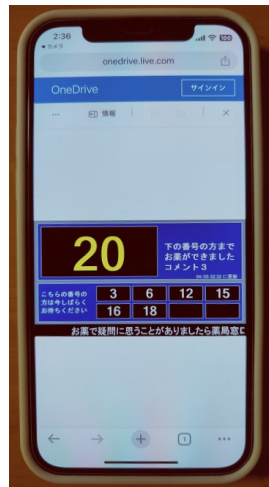 2:36
100
◀ カメラ
onedrive.live.com
OneDrive
サインイン
情報
20
下の番号の方まで
お薬ができました
コメント3
こちらの番号の
方は今しばらく
お待ちください
3 6 12 15
16 18
お薬で疑問に思うことがありましたら薬局窓口
1